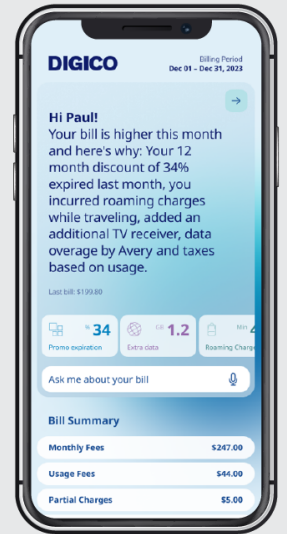 DIGICO
Billing Period
Dec 01 - Dec 31, 2023
Hi Paul!
Your bill is higher this month
and here's why: Your 12
month discount of 34%
expired last month, you
incurred roaming charges
while traveling, added an
additional TV receiver, data
overage by Avery and taxes
based on usage.
Last bill: $199.80
% 34
Promo expiration
GB 1.2
Extra data
Min
Roaming Charge
Ask me about your bill
Bill Summary
Monthly Fees $247.00
Usage Fees $44.00
Partial Charges $5.00